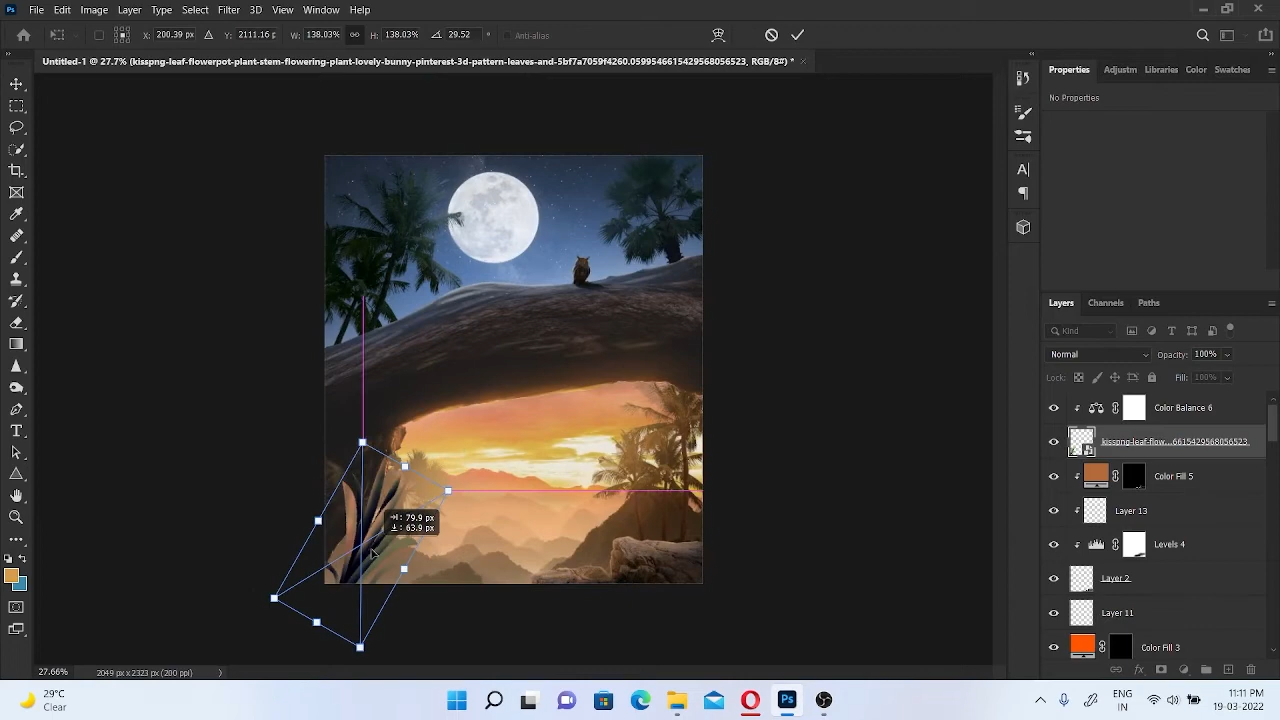 Ps File Edit Image Layer Type Select Filter 3D View Window Help
X: 200.39 px Y: 2111.16 p W: 138.03% H: 138.03% 29.52 ° Anti-alias
Untitled-1 @ 27.7% (kisspng-leaf-flowerpot-plant-stem-flowering-plant-lovely-bunny-pinterest-3d-pattern-leaves-and-5bf7a7059f4260.0599546615429568056523, RGB/8#) * ×
Properties Adjustm Libraries Color Swatches
No Properties
Layers Channels Paths
Kind
Normal Opacity: 100%
Lock: Fill: 100%
Color Balance 6
kisspng-leaf-flow...6615429568056523.
Color Fill 5
Layer 13
Levels 4
Layer 2
Layer 11
Color Fill 3
: 79.9 px
: 63.9 px
27.66% 2049 px x 2323 px (200 ppi)
29°C
Clear
Ps
ENG
IN
11:11 PM
19-03-2022